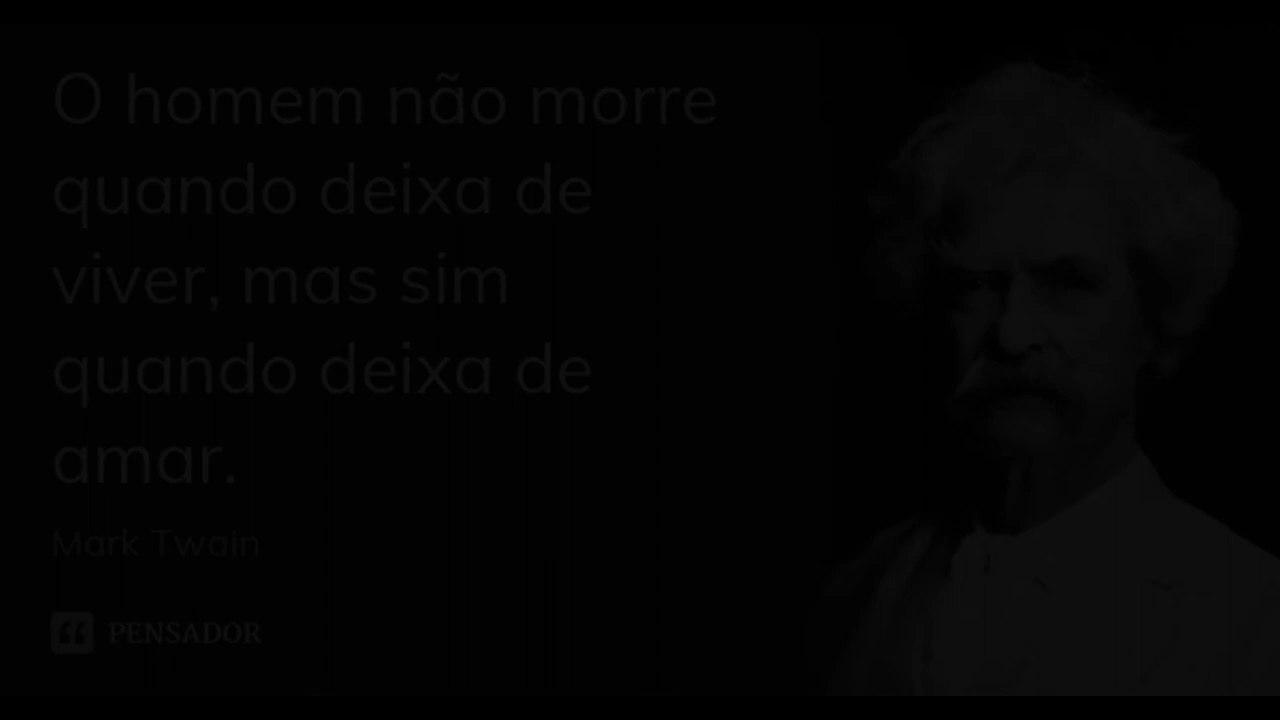 O homem não morre
quando deixa de
viver, mas sim
quando deixa de
amar.
Mark Twain
PENSADOR